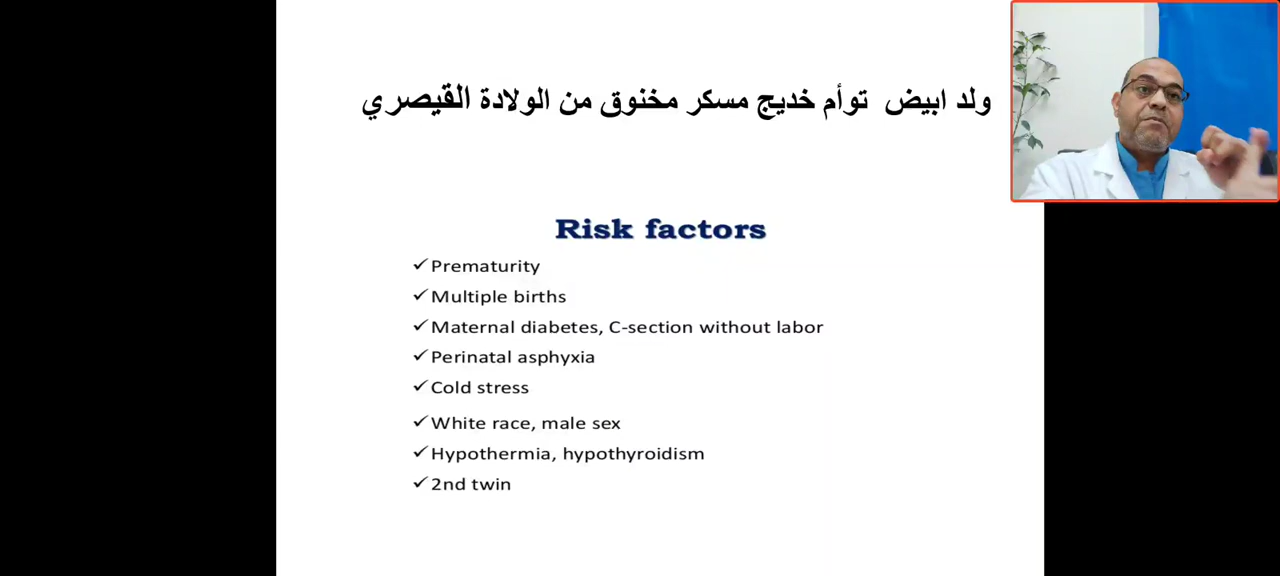 ولد ابيض توأم خديج مسكر مخنوق من الولادة القيصري
Risk factors
✓Prematurity
✓Multiple births
✓Maternal diabetes, C-section without labor
✓Perinatal asphyxia
✓Cold stress
✓White race, male sex
✓Hypothermia, hypothyroidism
✓2nd twin